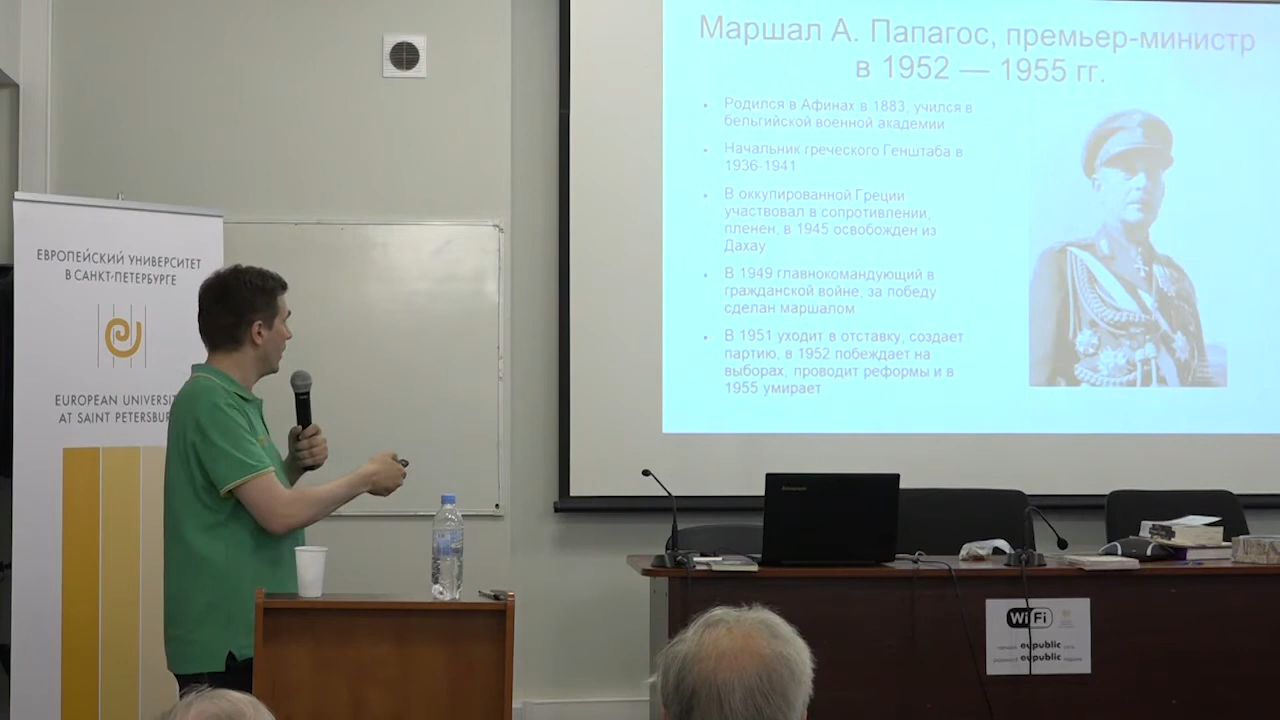 Маршал А. Папагос, премьер-министр
в 1952 — 1955 гг.
Родился в Афинах в 1883, учился в
бельгийской военной академии
Начальник греческого Генштаба в
1936-1941
В оккупированной Греции
участвовал в сопротивлении,
пленен, в 1945 освобожден из
Дахау
В 1949 главнокомандующий в
гражданской войне, за победу
сделан маршалом
В 1951 уходит в отставку, создает
партию, в 1952 побеждает на
выборах, проводит реформы и в
1955 умирает
ЕВРОПЕЙСКИЙ УНИВЕРСИТЕТ
В САНКТ-ПЕТЕРБУРГЕ
EUROPEAN
AT SAINT
Lenovo
WiFi
eupublic
eupublic